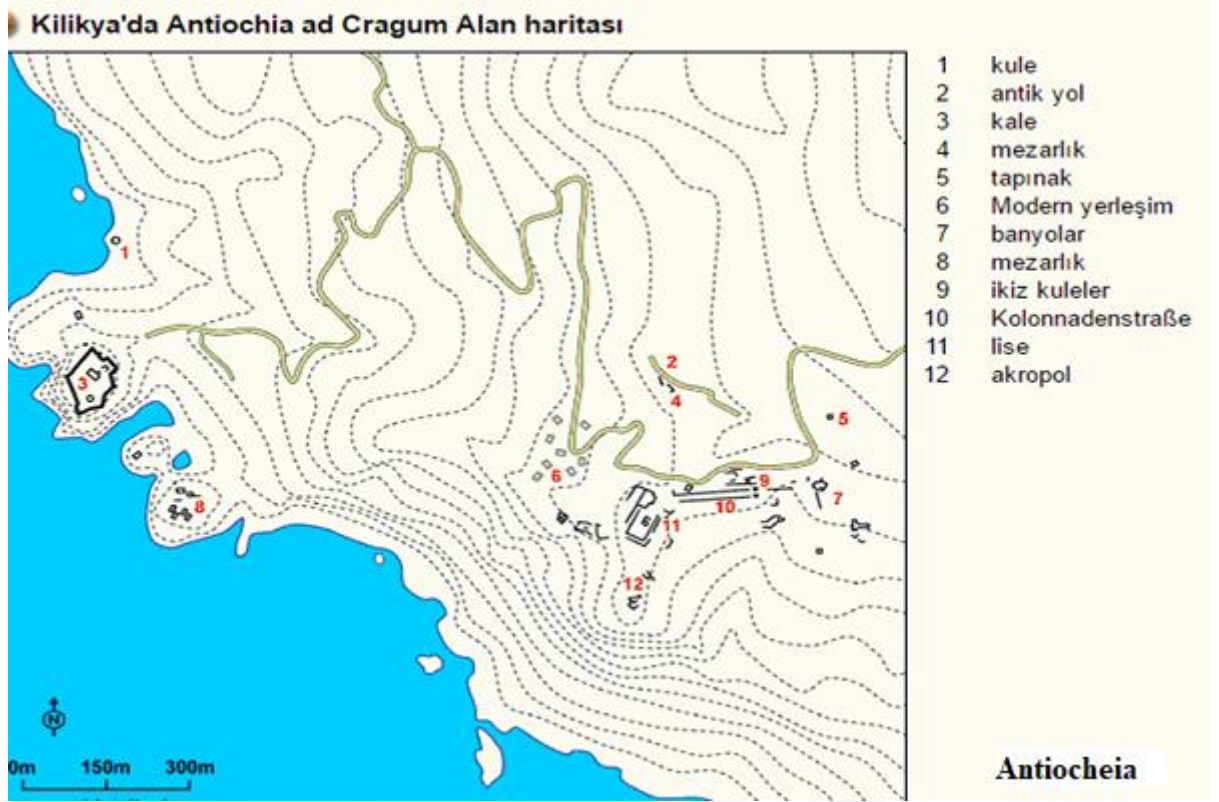 Kilikya'da Antiochia ad Cragum Alan haritası
1 kule
2 antik yol
3 kale
4 mezarlık
5 tapınak
6 Modern yerleşim
7 banyolar
8 mezarlık
9 ikiz kuleler
10 Kolonnadenstraße
11 lise
12 akropol
1
2
3
4
5
6
8
9
7
10
11
12
N
0m 150m 300m
Antiocheia